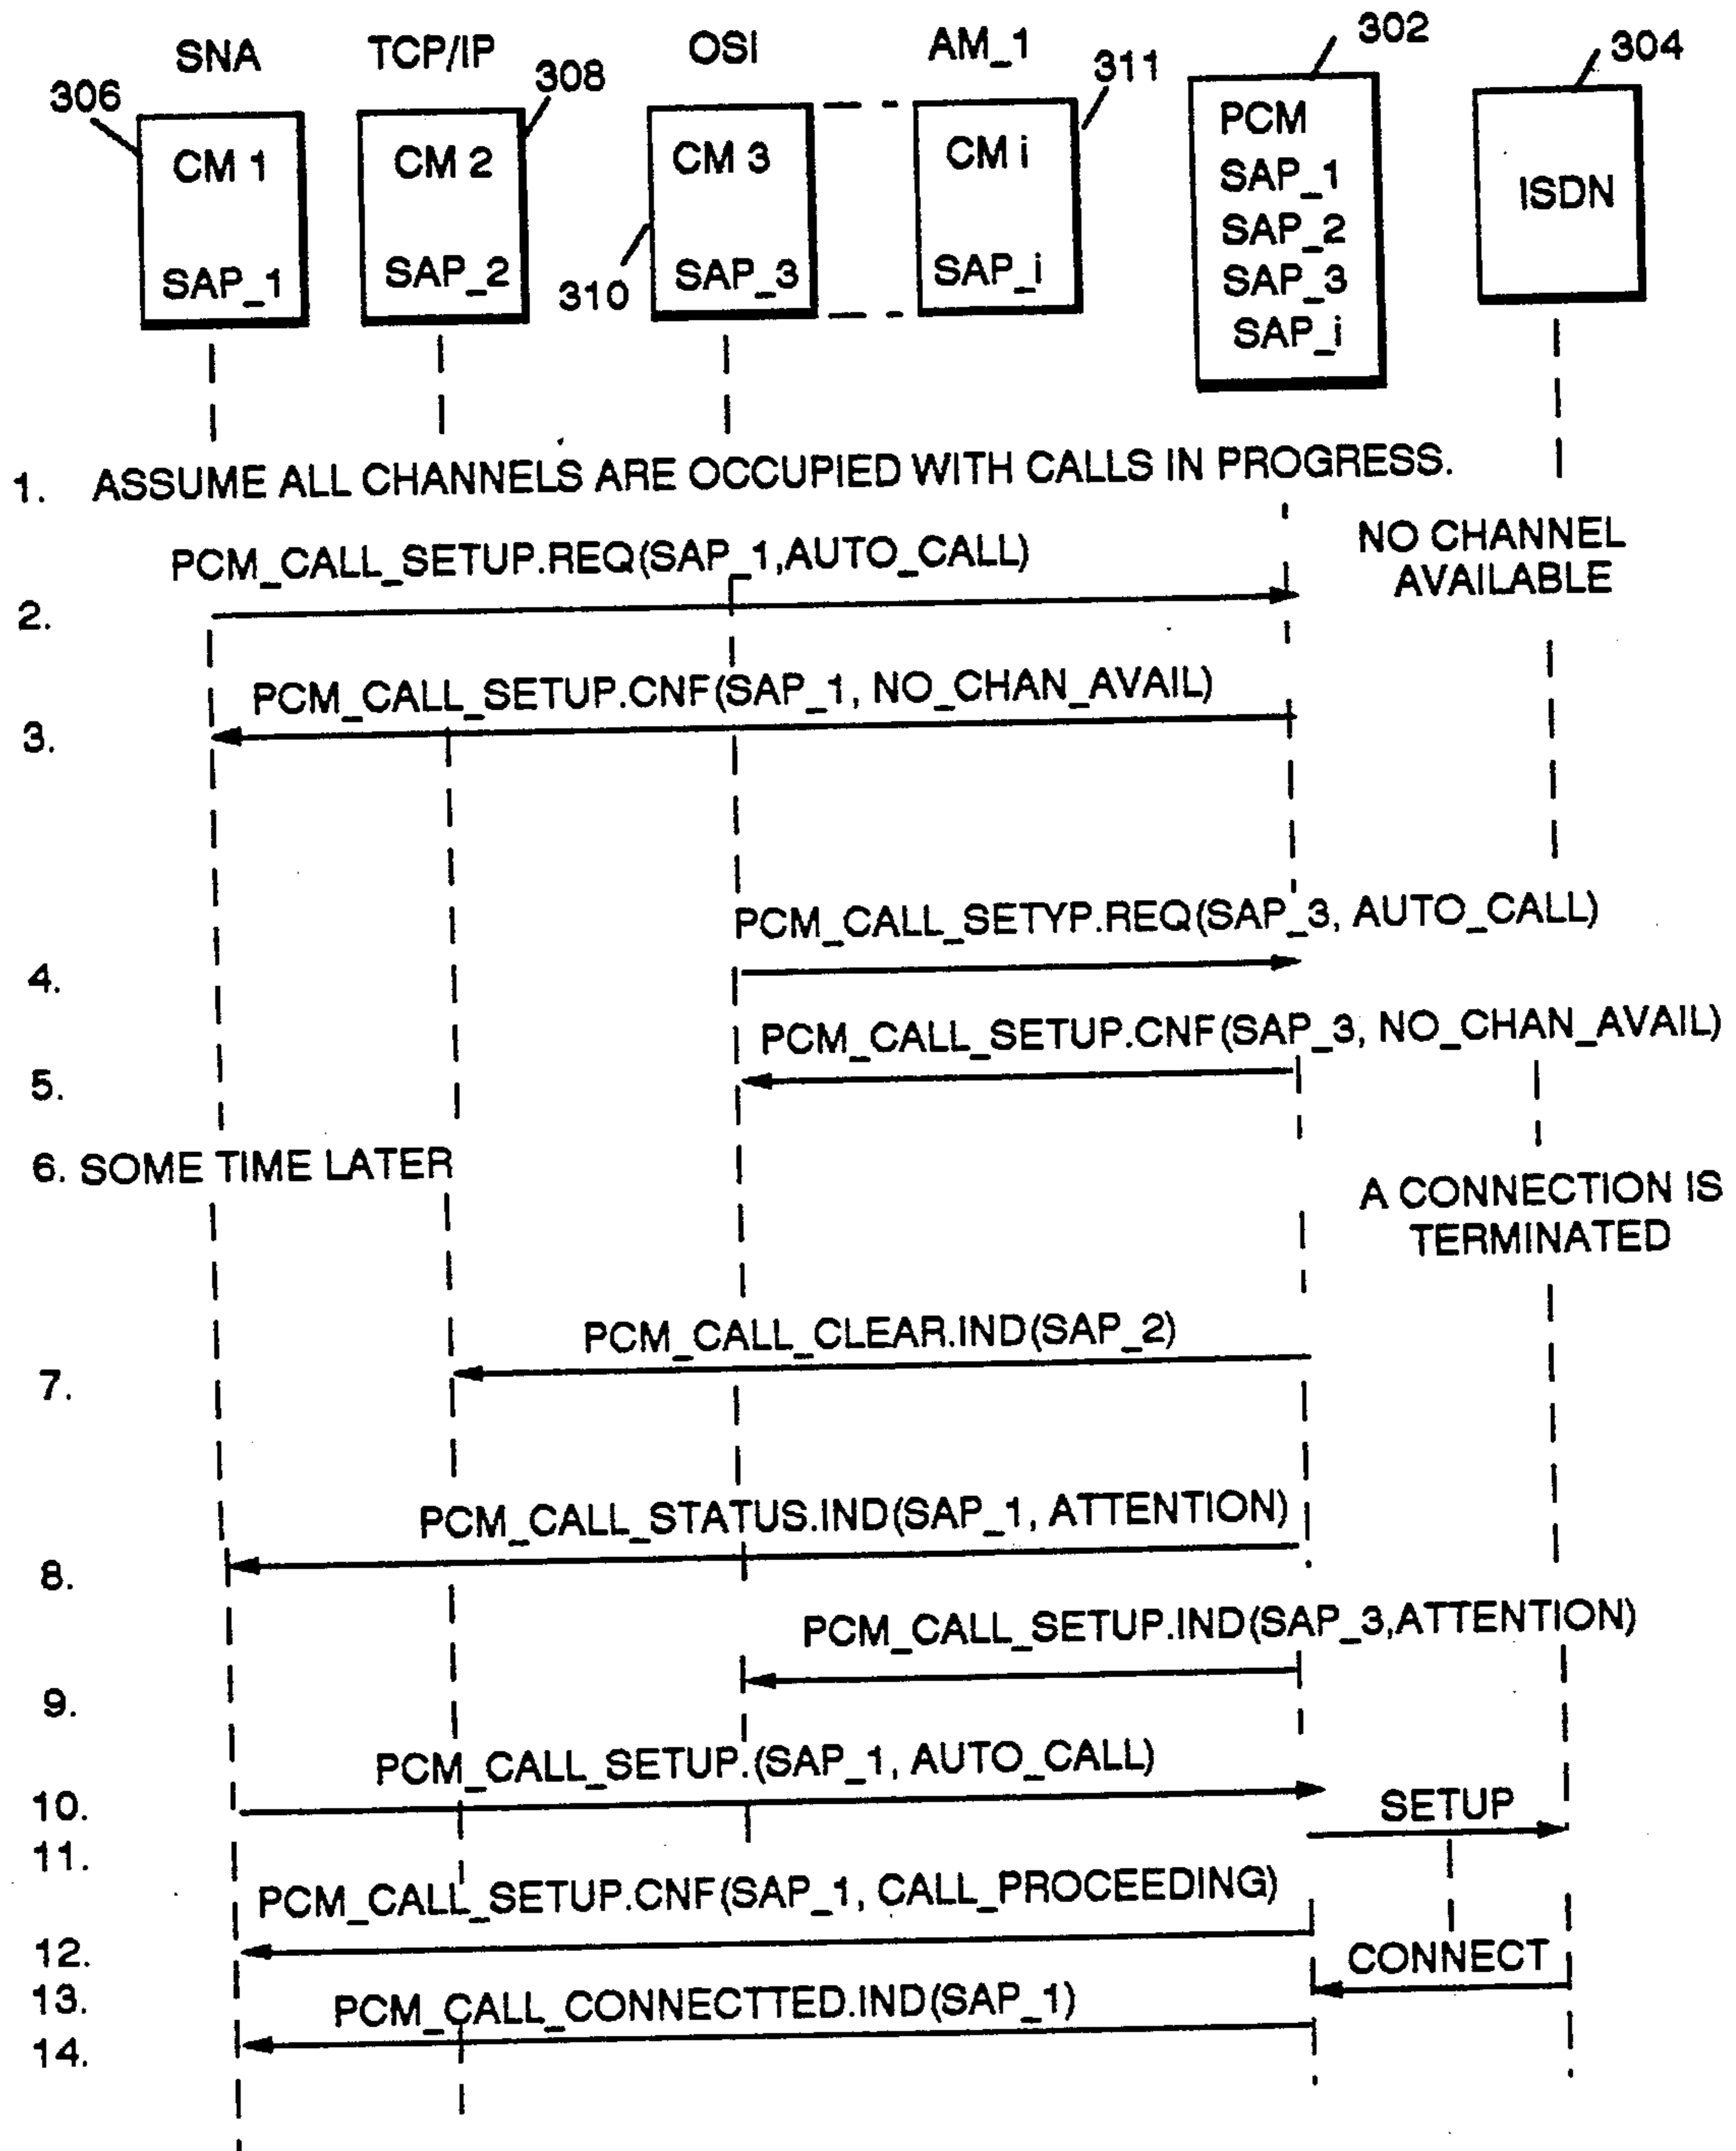 SNA TCP/IP OSI AM_1 302 304
306 308 311
CM 1 CM 2 CM 3 CM i PCM
SAP_1
ISDN
SAP_2
SAP_1 SAP_2 310 SAP_3 SAP_i SAP_3
SAP_i
1. ASSUME ALL CHANNELS ARE OCCUPIED WITH CALLS IN PROGRESS.
NO CHANNEL
AVAILABLE
PCM_CALL_SETUP.REQ(SAP_1,AUTO_CALL)
2.
PCM_CALL_SETUP.CNF(SAP_1, NO_CHAN_AVAIL)
3.
PCM_CALL_SETYP.REQ(SAP_3, AUTO_CALL)
4.
PCM_CALL_SETUP.CNF(SAP_3, NO_CHAN_AVAIL)
5.
6. SOME TIME LATER
A CONNECTION IS
TERMINATED
PCM_CALL_CLEAR.IND(SAP_2)
7.
PCM_CALL_STATUS.IND(SAP_1, ATTENTION)
8.
PCM_CALL_SETUP.IND(SAP_3,ATTENTION)
9.
PCM_CALL_SETUP.(SAP_1, AUTO_CALL)
10.
SETUP
11.
PCM_CALL_SETUP.CNF(SAP_1, CALL_PROCEEDING)
12.
CONNECT
13.
PCM_CALL_CONNECTTED.IND(SAP_1)
14.